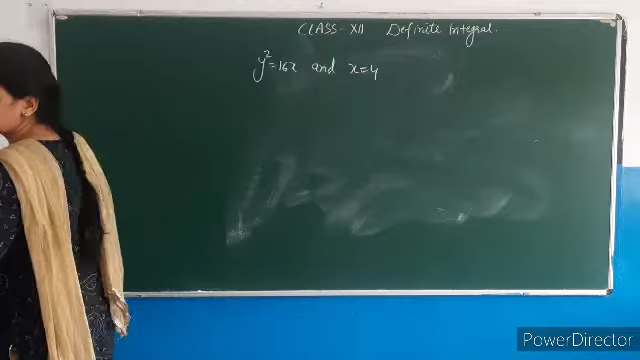 CLASS-XII Definite Integral.
y²=16x and x=4
PowerDirector